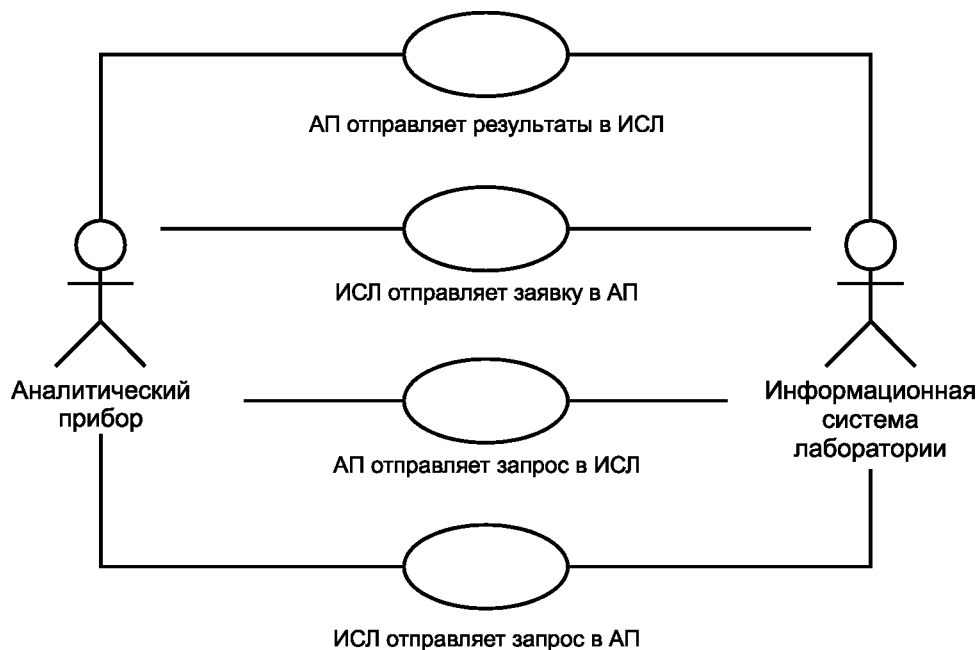 АП отправляет результаты в ИСЛ
ИСЛ отправляет заявку в АП
Аналитический
прибор
Информационная
система
лаборатории
АП отправляет запрос в ИСЛ
ИСЛ отправляет запрос в АП